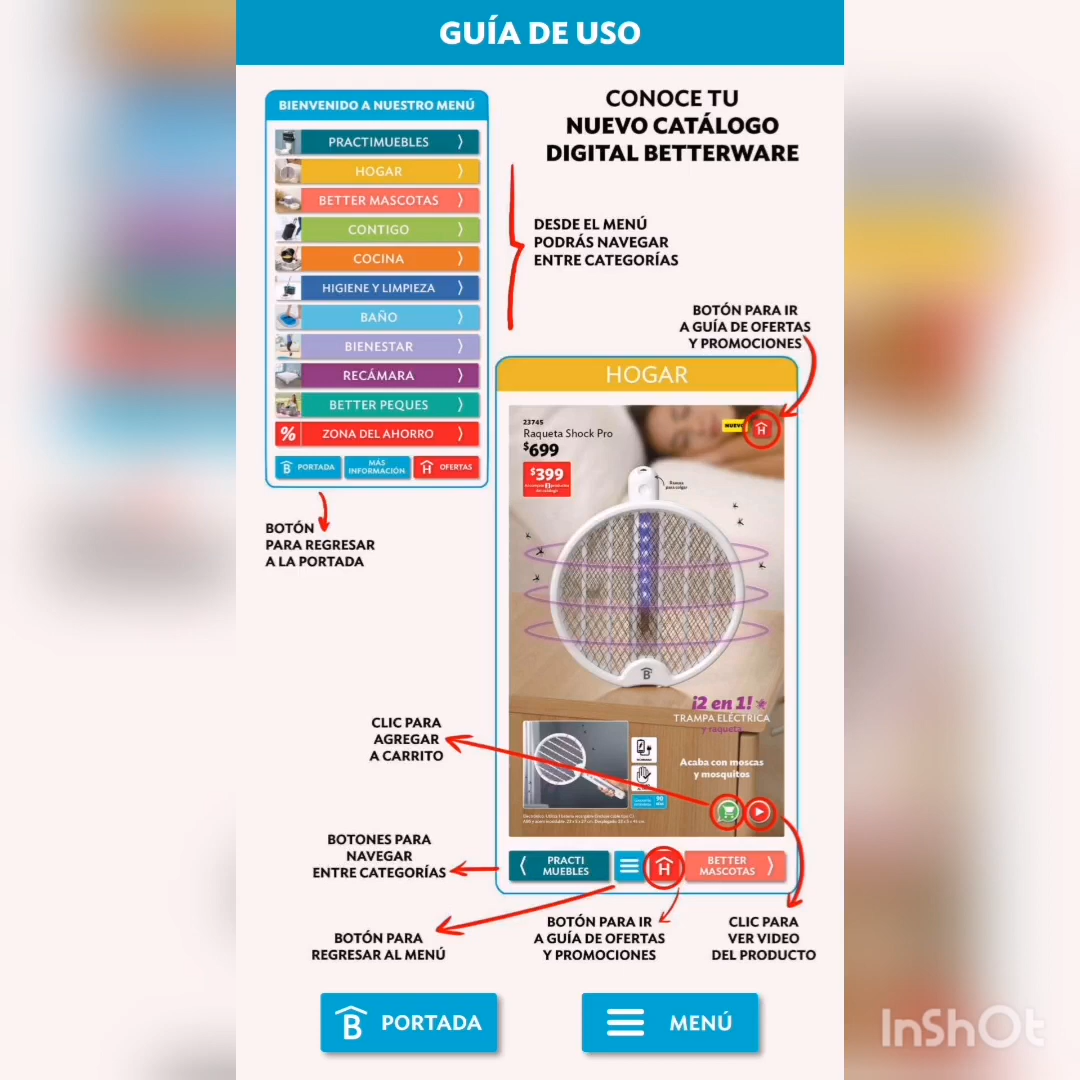 GUÍA DE USO
BIENVENIDO A NUESTRO MENÚ
PRACTIMUEBLES
HOGAR
BETTER MASCOTAS
CONTIGO
COCINA
HIGIENE Y LIMPIEZA
BAÑO
BIENESTAR
RECÁMARA
BETTER PEQUES
% ZONA DEL AHORRO
B PORTADA
MÁS
INFORMACIÓN
H OFERTAS
CONOCE TU
NUEVO CATÁLOGO
DIGITAL BETTERWARE
DESDE EL MENÚ
PODRÁS NAVEGAR
ENTRE CATEGORÍAS
BOTÓN PARA IR
A GUÍA DE OFERTAS
Y PROMOCIONES
BOTÓN
PARA REGRESAR
A LA PORTADA
HOGAR
23745
Raqueta Shock Pro
$699
$399
NUEVO
H
Ranura
para colgar
B
¡2 en 1!
TRAMPA ELÉCTRICA
y raqueta
Acaba con moscas
y mosquitos
CLIC PARA
AGREGAR
A CARRITO
BOTONES PARA
NAVEGAR
ENTRE CATEGORÍAS
PRACTI
MUEBLES
H
BETTER
MASCOTAS
BOTÓN PARA
REGRESAR AL MENÚ
BOTÓN PARA IR
A GUÍA DE OFERTAS
Y PROMOCIONES
CLIC PARA
VER VIDEO
DEL PRODUCTO
B PORTADA
MENÚ
InShOt